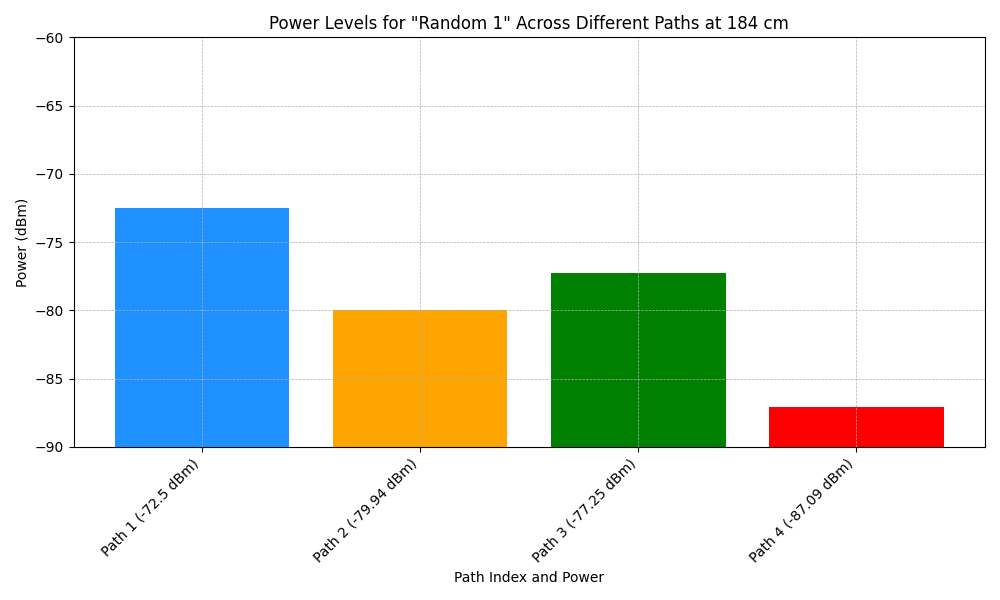 Power Levels for "Random 1" Across Different Paths at 184 cm
Power (dBm)
−60
−65
−70
−75
−80
−85
−90
Path 1 (-72.5 dBm)
Path 2 (-79.94 dBm)
Path 3 (-77.25 dBm)
Path 4 (-87.09 dBm)
Path Index and Power